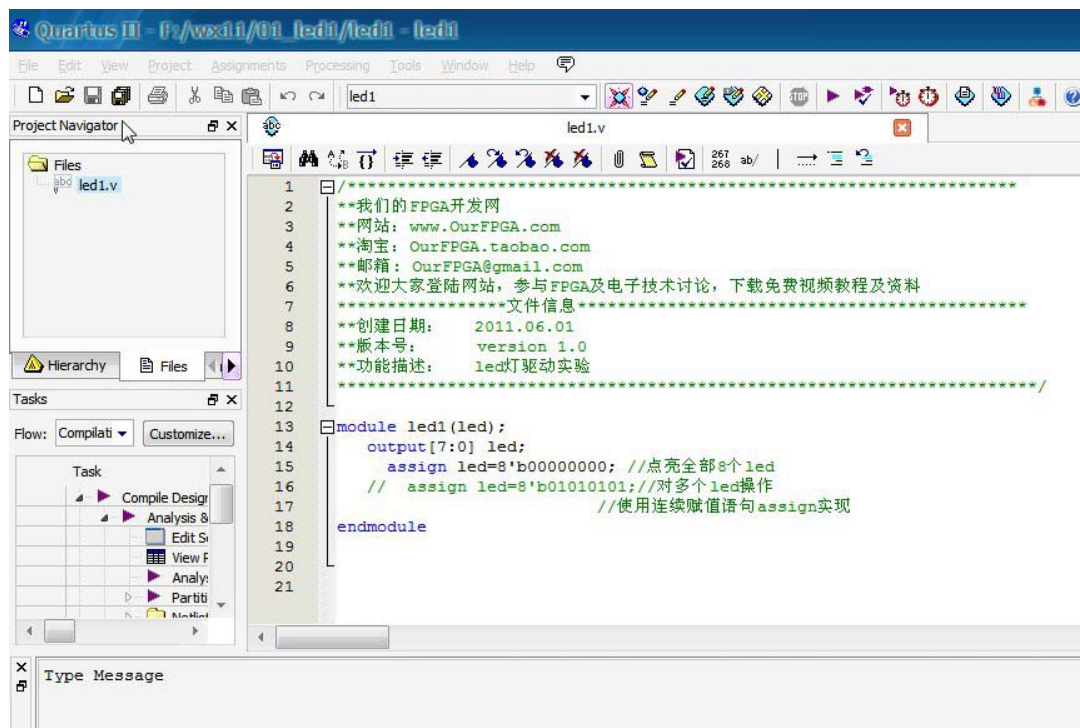 Quartus II - F:/wx11/01_led1/led1 - led1
File Edit View Project Assignments Processing Tools Window Help
led1
Project Navigator
led1.v
Files
led1.v
267
268 ab/
1 /*******************************************************************
2 **我们的FPGA开发网
3 **网站：www.OurFPGA.com
4 **淘宝：OurFPGA.taobao.com
5 **邮箱：OurFPGA@gmail.com
6 **欢迎大家登陆网站，参与FPGA及电子技术讨论，下载免费视频教程及资料
7 *****************文件信息*********************************************
8 **创建日期： 2011.06.01
9 **版本号： version 1.0
10 **功能描述： led灯驱动实验
11 **********************************************************************/
12
13 module led1(led);
14 output[7:0] led;
15 assign led=8'b00000000; //点亮全部8个led
16 // assign led=8'b01010101;//对多个led操作
17 //使用连续赋值语句assign实现
18 endmodule
19
20
21
Hierarchy Files
Tasks
Flow: Compilati Customize...
Task
Compile Design
Analysis &
Edit Se
View R
Analy
Partiti
Type Message